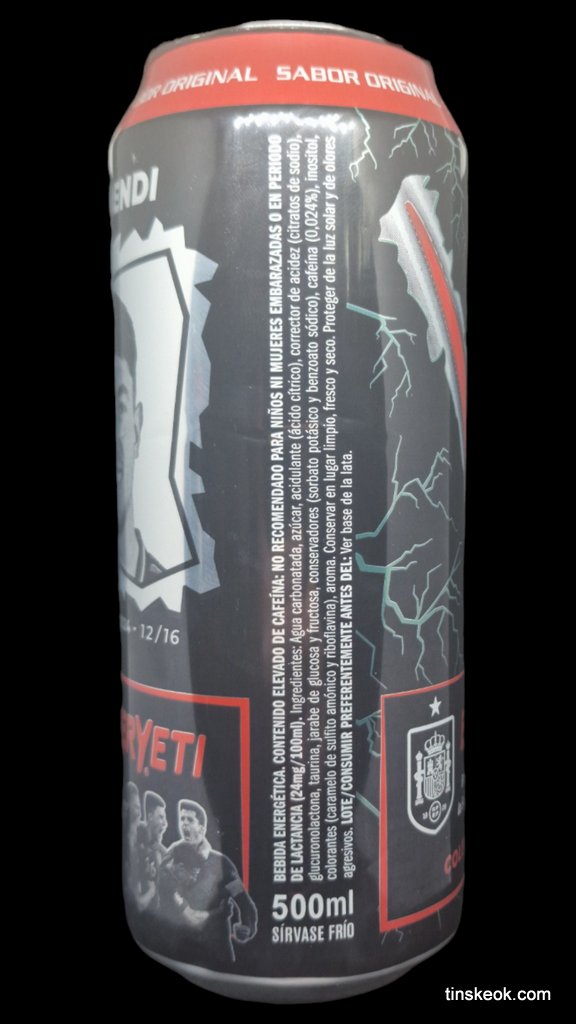 ORIGINAL SABOR ORIGINAL
ENDI
12/16
YETI
BEBIDA ENERGÉTICA. CONTENIDO ELEVADO DE CAFEÍNA: NO RECOMENDADO PARA NIÑOS NI MUJERES EMBARAZADAS O EN PERIODO
DE LACTANCIA (24mg/100ml). Ingredientes: Agua carbonatada, azúcar, acidulante (ácido cítrico), corrector de acidez (citratos de sodio),
glucuronolactona, taurina, jarabe de glucosa y fructosa, conservadores (sorbato potásico y benzoato sódico), cafeína (0,024%), inositol,
colorantes (caramelo de sulfito amónico y riboflavina), aroma. Conservar en lugar limpio, fresco y seco. Proteger de la luz solar y de olores
agresivos. LOTE/CONSUMIR PREFERENTEMENTE ANTES DEL: Ver base de la lata.
500ml
SÍRVASE FRÍO
tinskeok.com